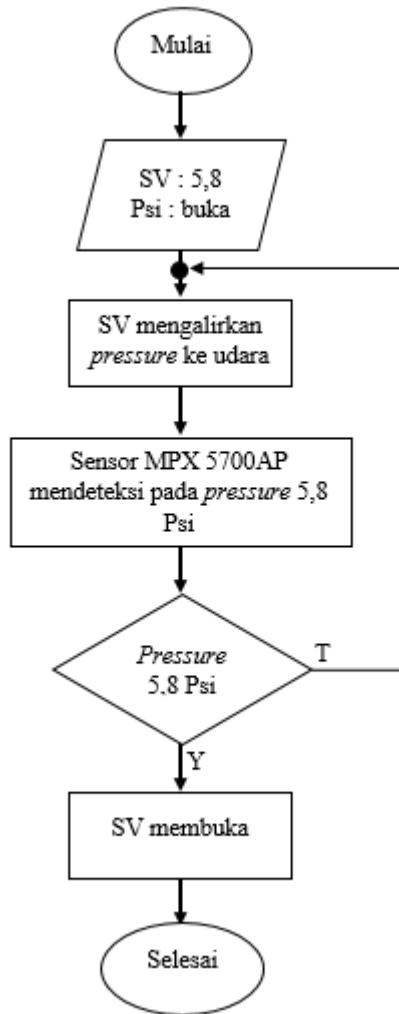 Mulai
SV : 5,8
Psi : buka
SV mengalirkan
pressure ke udara
Sensor MPX 5700AP
mendeteksi pada pressure 5,8
Psi
Pressure
5,8 Psi
T
Y
SV membuka
Selesai